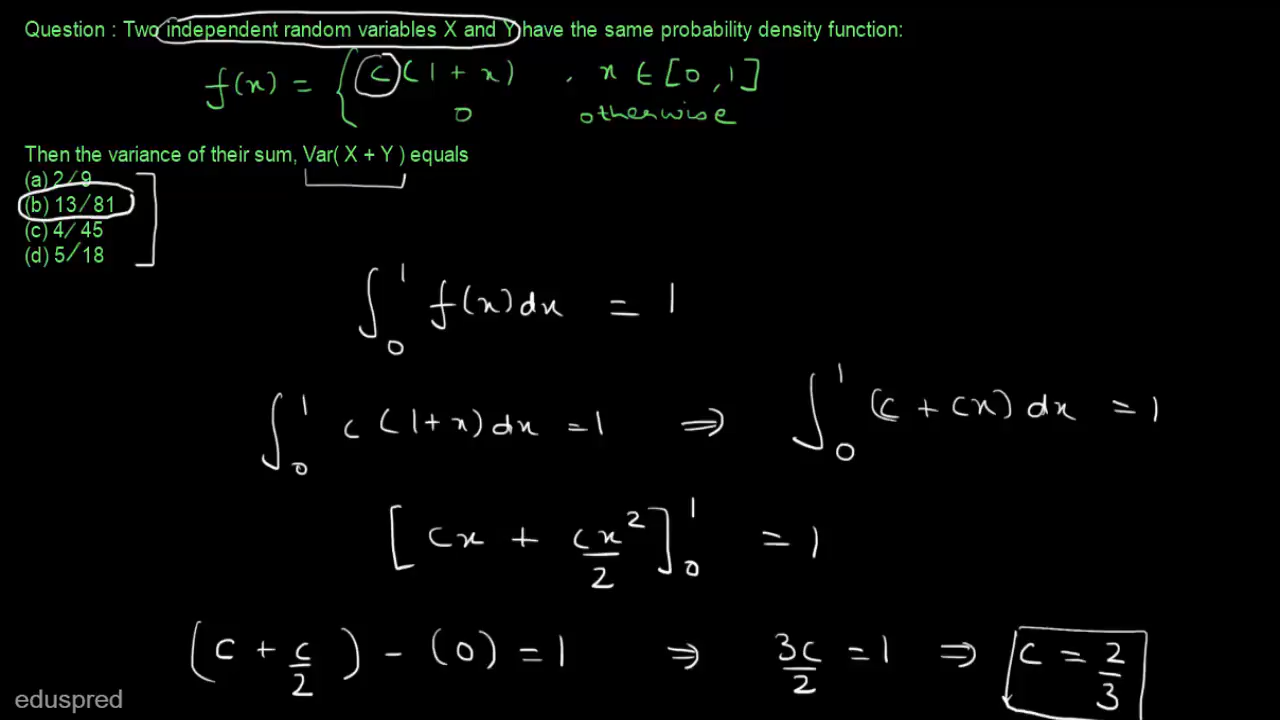 Question : Two independent random variables X and Y have the same probability density function:
f(x) = { c(1 + x) , x ∈ [0, 1]
0 otherwise
Then the variance of their sum, Var( X + Y ) equals
(a) 2/9
(b) 13/81
(c) 4/45
(d) 5/18
∫₀¹ f(x)dx = 1
∫₀¹ c(1+x)dx = 1 ⇒ ∫₀¹ (c + cx)dx = 1
[cx + cx²/2]₀¹ = 1
(c + c/2) - (0) = 1 ⇒ 3c/2 = 1 ⇒ c = 2/3
eduspred